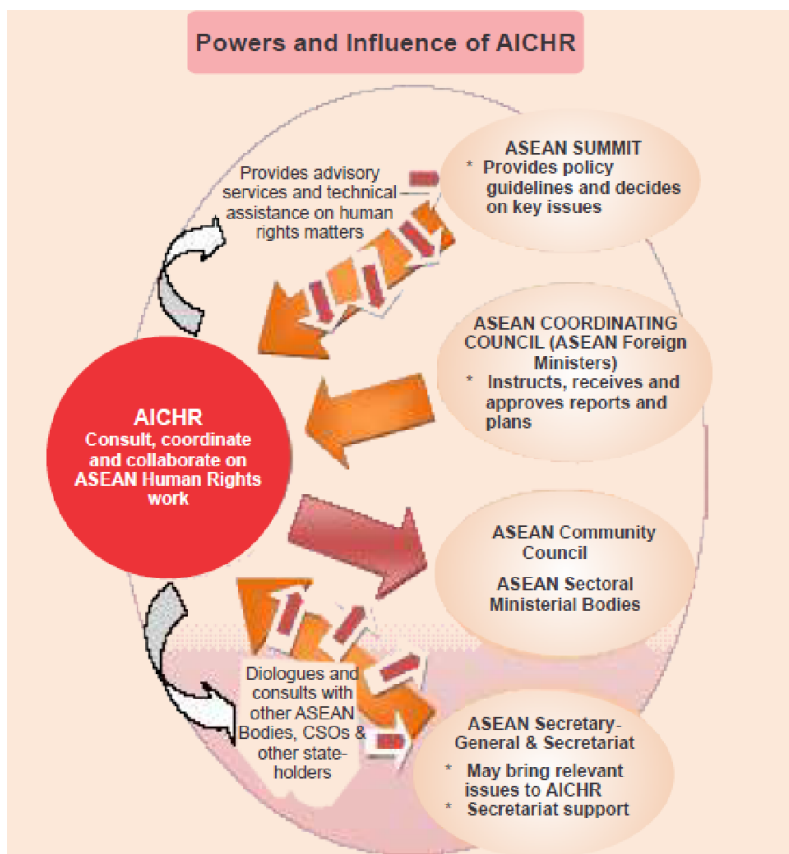 Powers and Influence of AICHR
Provides advisory
services and technical
assistance on human
rights matters
ASEAN SUMMIT
* Provides policy
guidelines and decides
on key issues
ASEAN COORDINATING
COUNCIL (ASEAN Foreign
Ministers)
* Instructs, receives and
approves reports and
plans
AICHR
Consult, coordinate
and collaborate on
ASEAN Human Rights
work
ASEAN Community
Council
ASEAN Sectoral
Ministerial Bodies
Diologues and
consults with
other ASEAN
Bodies, CSOs &
other state-
holders
ASEAN Secretary-
General & Secretariat
* May bring relevant
issues to AICHR
* Secretariat support